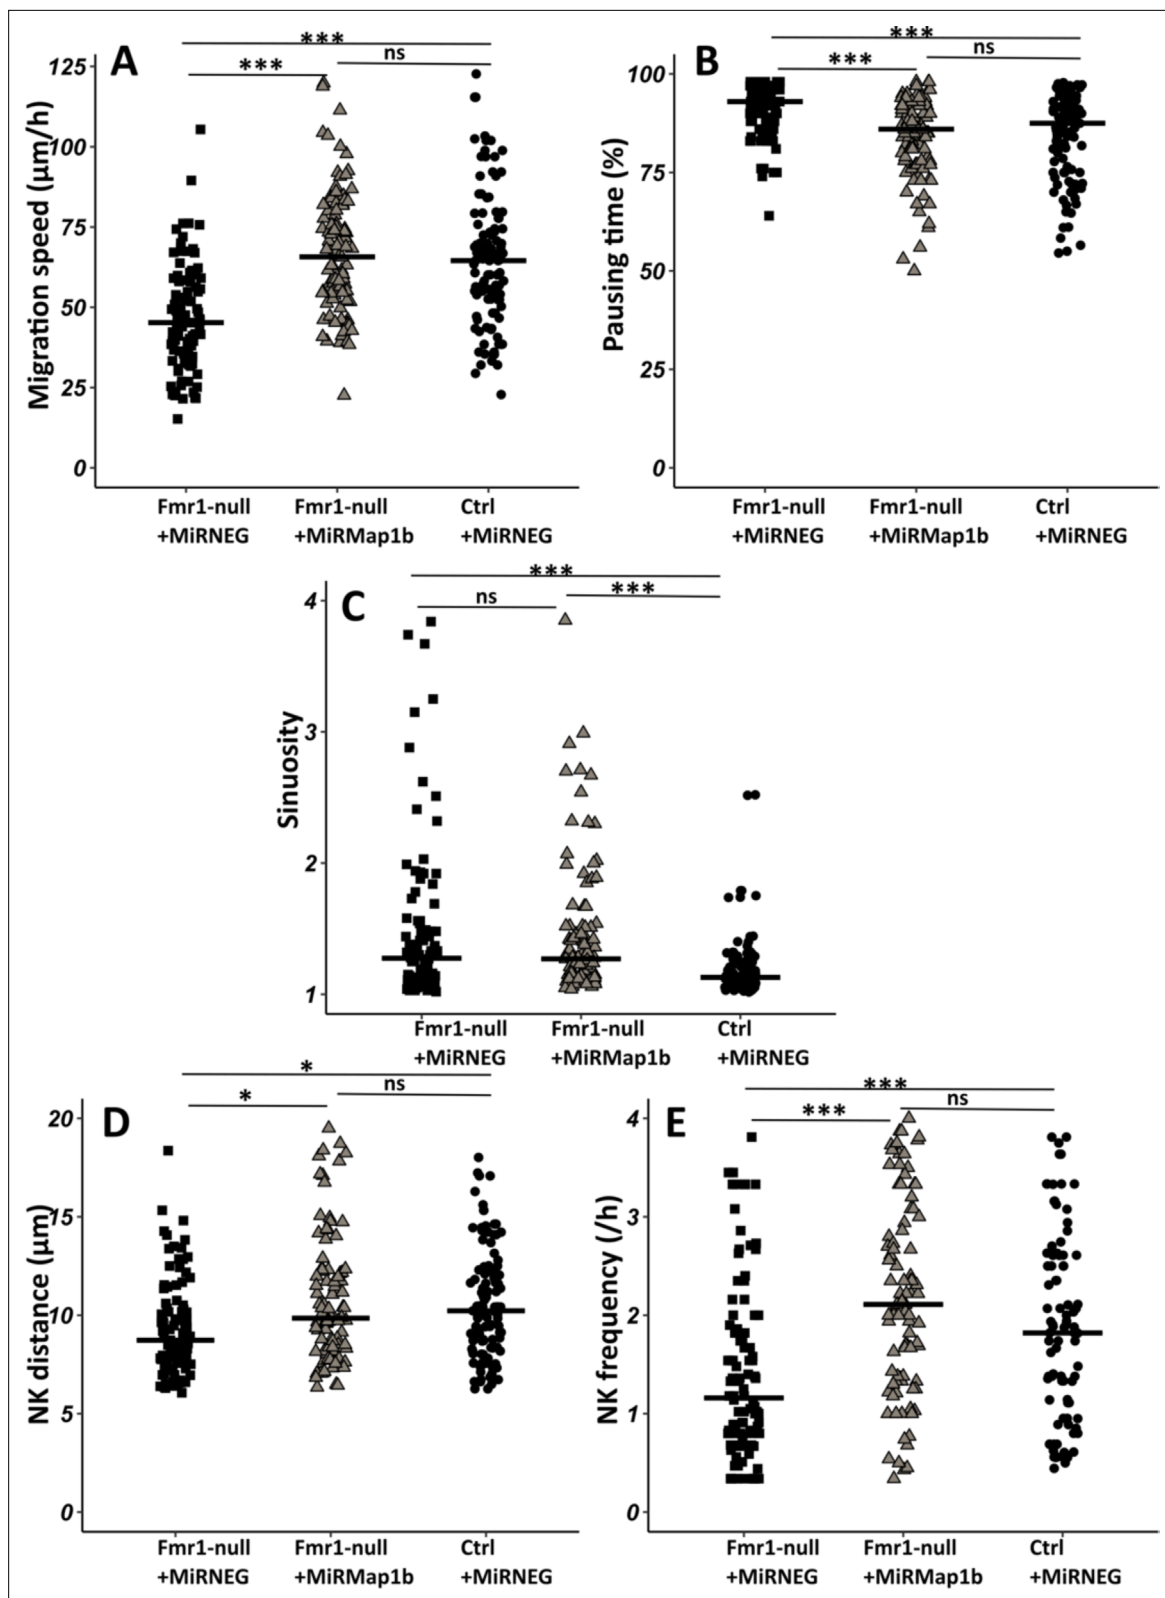 ***
*** ns
A
125
100
75
50
25
0
Migration speed (µm/h)
Fmr1-null Fmr1-null Ctrl
+MiRNEG +MiRMap1b +MiRNEG
***
*** ns
B
100
75
50
25
0
Pausing time (%)
Fmr1-null Fmr1-null Ctrl
+MiRNEG +MiRMap1b +MiRNEG
***
ns ***
C
4
3
2
1
Sinuosity
Fmr1-null Fmr1-null Ctrl
+MiRNEG +MiRMap1b +MiRNEG
*
* ns
D
20
15
10
5
0
NK distance (µm)
Fmr1-null Fmr1-null Ctrl
+MiRNEG +MiRMap1b +MiRNEG
***
*** ns
E
4
3
2
1
0
NK frequency (/h)
Fmr1-null Fmr1-null Ctrl
+MiRNEG +MiRMap1b +MiRNEG